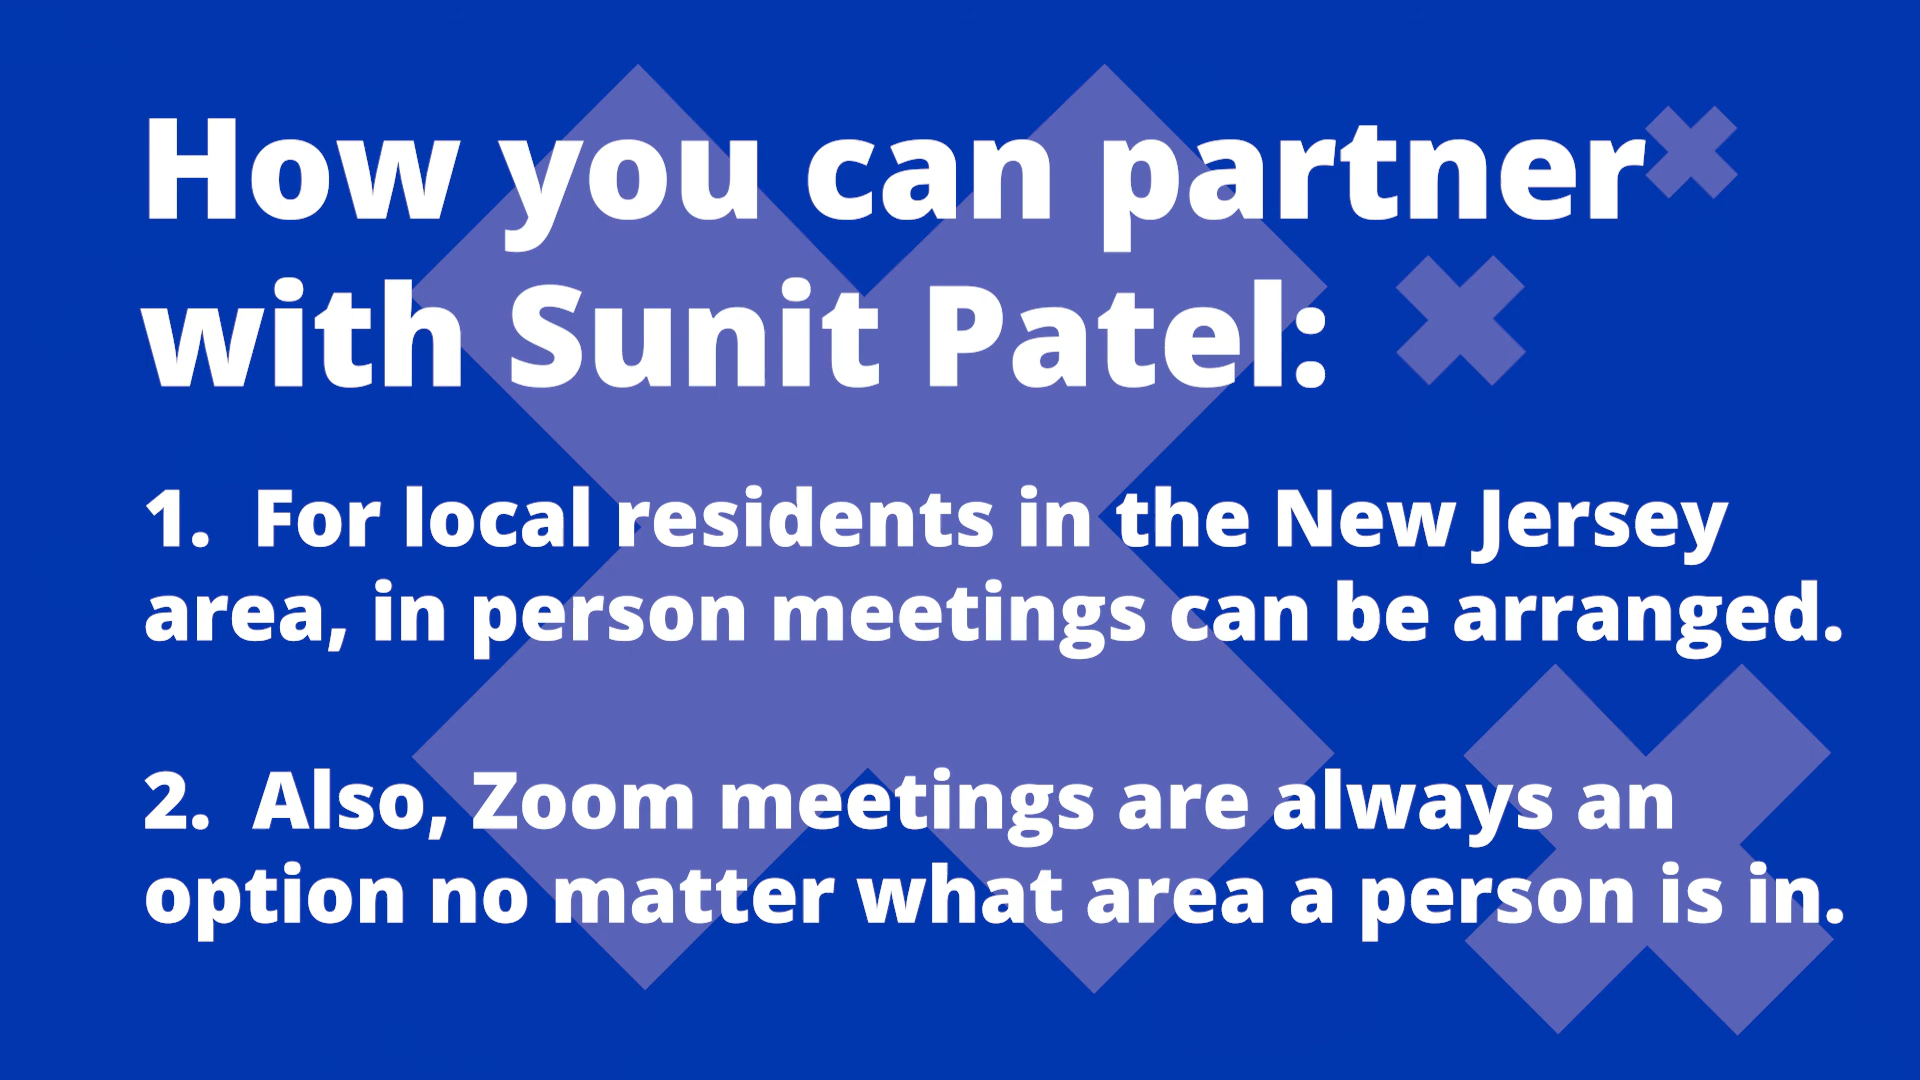 How you can partner
with Sunit Patel:
1. For local residents in the New Jersey
area, in person meetings can be arranged.
2. Also, Zoom meetings are always an
option no matter what area a person is in.